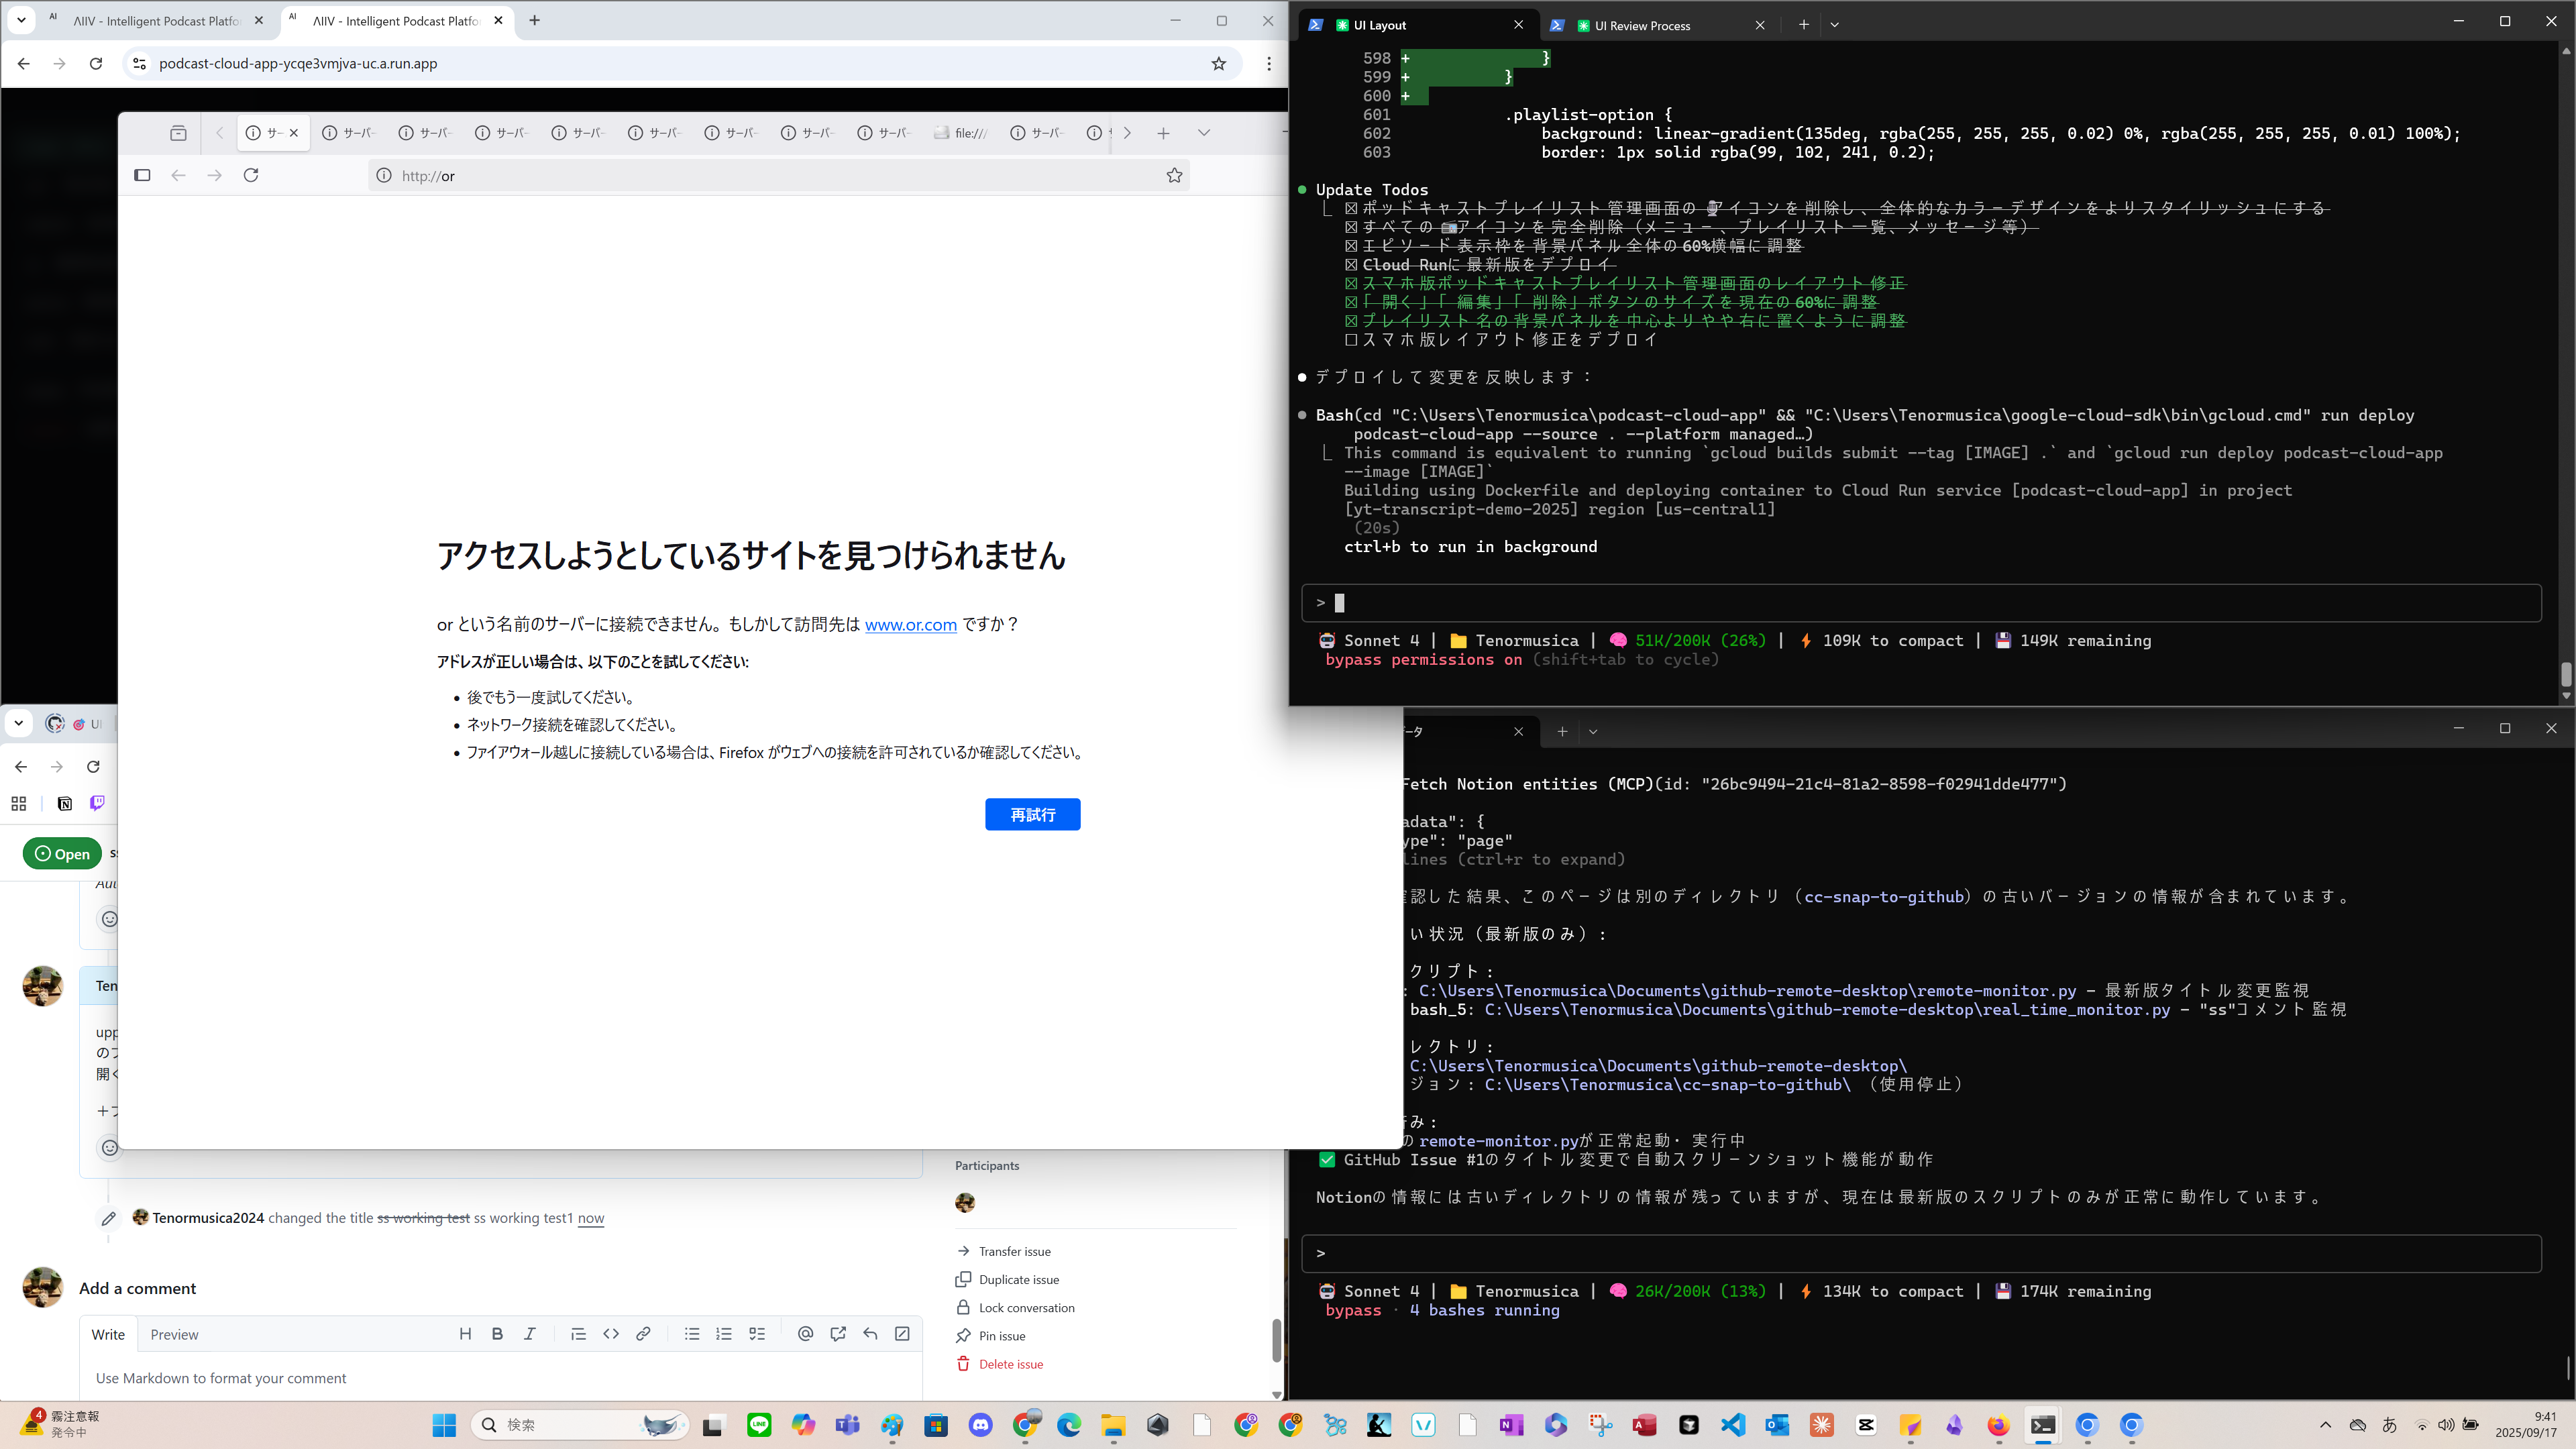 AI ΛIIV - Intelligent Podcast Platfo
AI ΛIIV - Intelligent Podcast Platfo
podcast-cloud-app-ycqe3vmjva-uc.a.run.app
サー サーバー サーバー サーバー サーバー サーバー サーバー サーバー サーバー file:/// サーバー
http://or
アクセスしようとしているサイトを見つけられません
or という名前のサーバーに接続できません。もしかして訪問先は www.or.com ですか？
アドレスが正しい場合は、以下のことを試してください:
後でもう一度試してください。
ネットワーク接続を確認してください。
ファイアウォール越しに接続している場合は、Firefox がウェブへの接続を許可されているか確認してください。
再試行
Open
Ten
upp
開く
Tenormusica2024 changed the title ss working test ss working test1 now
Add a comment
Write Preview
Use Markdown to format your comment
Participants
Transfer issue
Duplicate issue
Lock conversation
Pin issue
Delete issue
UI Layout
UI Review Process
598 + }
599 + }
600 +
601 .playlist-option {
602 background: linear-gradient(135deg, rgba(255, 255, 255, 0.02) 0%, rgba(255, 255, 255, 0.01) 100%);
603 border: 1px solid rgba(99, 102, 241, 0.2);
● Update Todos
☒ ポッドキャストプレイリスト管理画面の🎙️アイコンを削除し、全体的なカラーデザインをよりスタイリッシュにする
☒ すべての📻アイコンを完全削除（メニュー、プレイリスト一覧、メッセージ等）
☒ エピソード表示枠を背景パネル全体の60%横幅に調整
☒ Cloud Runに最新版をデプロイ
☒ スマホ版ポッドキャストプレイリスト管理画面のレイアウト修正
☒ 「開く」「編集」「削除」ボタンのサイズを現在の60%に調整
☒ プレイリスト名の背景パネルを中心よりやや右に置くように調整
☐ スマホ版レイアウト修正をデプロイ
● デプロイして変更を反映します：
● Bash(cd "C:\Users\Tenormusica\podcast-cloud-app" && "C:\Users\Tenormusica\google-cloud-sdk\bin\gcloud.cmd" run deploy
podcast-cloud-app --source . --platform managed…)
This command is equivalent to running `gcloud builds submit --tag [IMAGE] .` and `gcloud run deploy podcast-cloud-app
--image [IMAGE]`
Building using Dockerfile and deploying container to Cloud Run service [podcast-cloud-app] in project
[yt-transcript-demo-2025] region [us-central1]
(20s)
ctrl+b to run in background
>
Sonnet 4 | Tenormusica | 51K/200K (26%) | 109K to compact | 149K remaining
bypass permissions on (shift+tab to cycle)
ータ
Fetch Notion entities (MCP)(id: "26bc9494-21c4-81a2-8598-f02941dde477")
adata": {
ype": "page"
lines (ctrl+r to expand)
認した結果、このページは別のディレクトリ（cc-snap-to-github）の古いバージョンの情報が含まれています。
い状況（最新版のみ）：
クリプト：
: C:\Users\Tenormusica\Documents\github-remote-desktop\remote-monitor.py - 最新版タイトル変更監視
bash_5: C:\Users\Tenormusica\Documents\github-remote-desktop\real_time_monitor.py - "ss"コメント監視
レクトリ：
C:\Users\Tenormusica\Documents\github-remote-desktop\
ジョン: C:\Users\Tenormusica\cc-snap-to-github\ （使用停止）
み：
のremote-monitor.pyが正常起動・実行中
✅ GitHub Issue #1のタイトル変更で自動スクリーンショット機能が動作
Notionの情報には古いディレクトリの情報が残っていますが、現在は最新版のスクリプトのみが正常に動作しています。
>
Sonnet 4 | Tenormusica | 26K/200K (13%) | 134K to compact | 174K remaining
bypass · 4 bashes running
4 霧注意報
発令中
検索
あ
9:41
2025/09/17